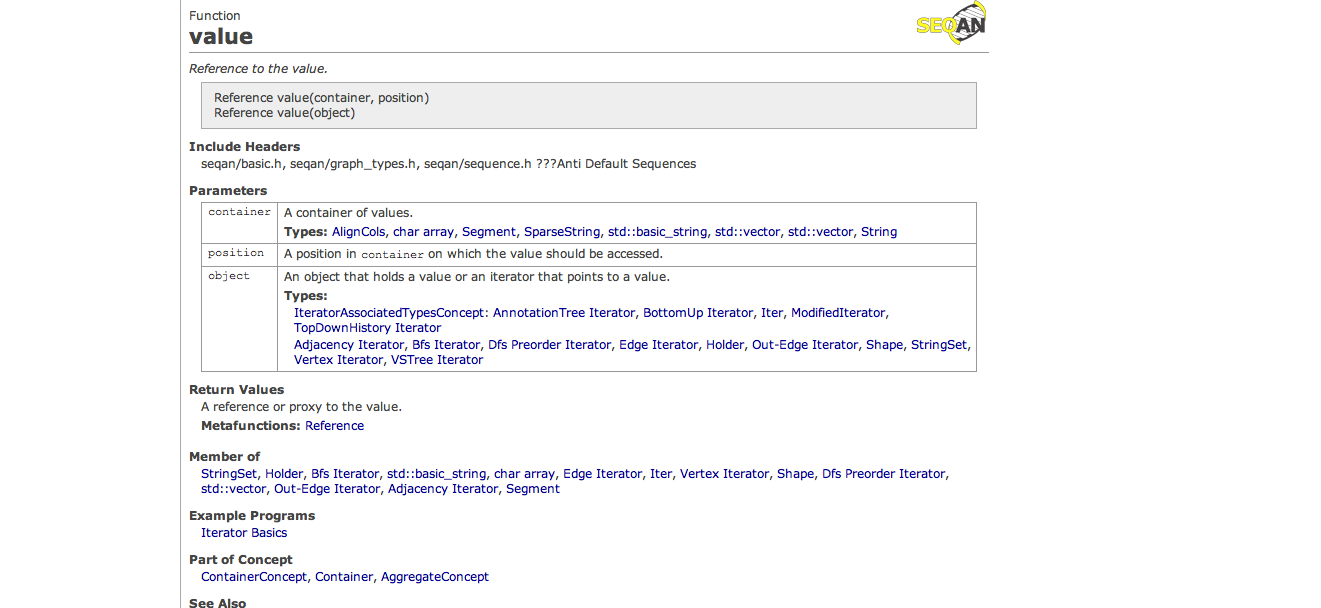 Function
SEQAN
value
Reference to the value.
Reference value(container, position)
Reference value(object)
Include Headers
seqan/basic.h, seqan/graph_types.h, seqan/sequence.h ???Anti Default Sequences
Parameters
container A container of values.
Types: AlignCols, char array, Segment, SparseString, std::basic_string, std::vector, std::vector, String
position A position in container on which the value should be accessed.
object An object that holds a value or an iterator that points to a value.
Types:
IteratorAssociatedTypesConcept: AnnotationTree Iterator, BottomUp Iterator, Iter, ModifiedIterator,
TopDownHistory Iterator
Adjacency Iterator, Bfs Iterator, Dfs Preorder Iterator, Edge Iterator, Holder, Out-Edge Iterator, Shape, StringSet,
Vertex Iterator, VSTree Iterator
Return Values
A reference or proxy to the value.
Metafunctions: Reference
Member of
StringSet, Holder, Bfs Iterator, std::basic_string, char array, Edge Iterator, Iter, Vertex Iterator, Shape, Dfs Preorder Iterator,
std::vector, Out-Edge Iterator, Adjacency Iterator, Segment
Example Programs
Iterator Basics
Part of Concept
ContainerConcept, Container, AggregateConcept
See Also